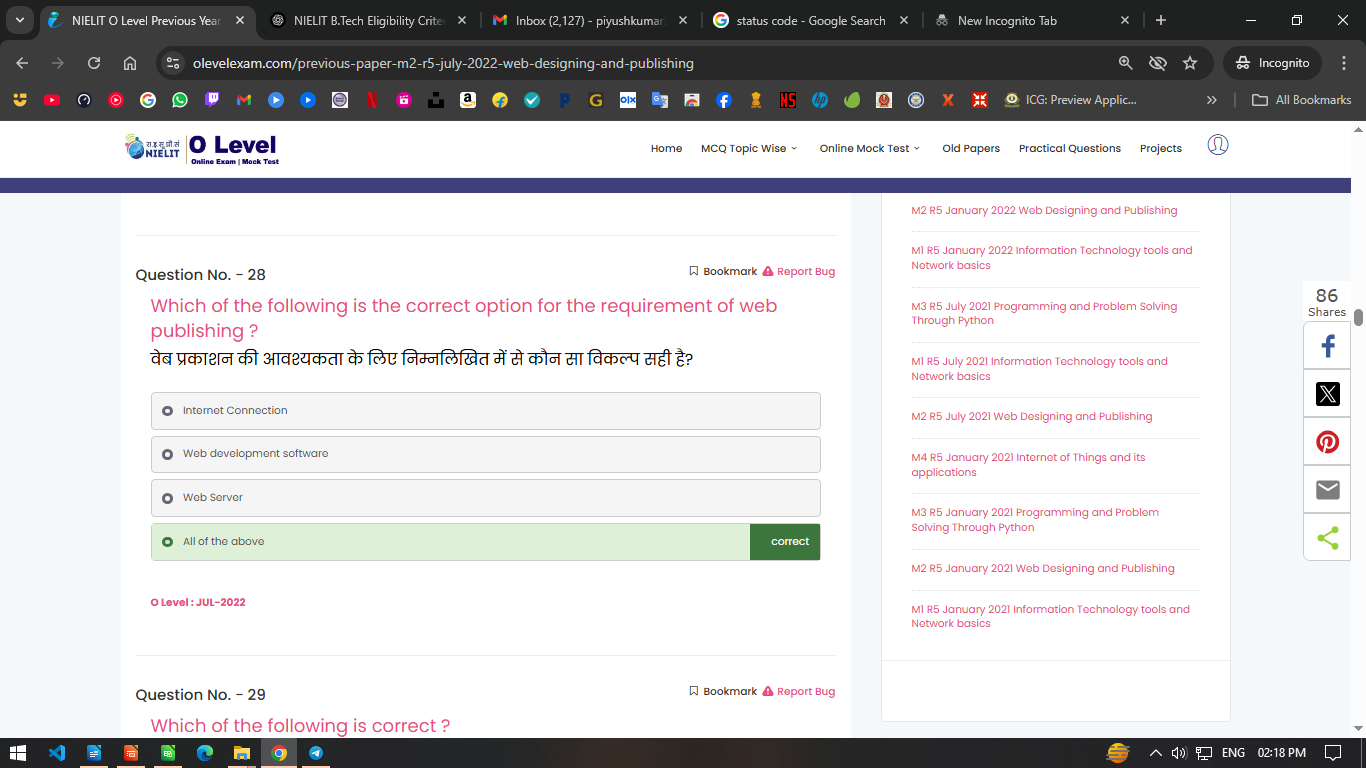 NIELIT O Level Previous Year
NIELIT B.Tech Eligibility Criter
Inbox (2,127) - piyushkumar
status code - Google Search
New Incognito Tab
olevelexam.com/previous-paper-m2-r5-july-2022-web-designing-and-publishing
Incognito
ICG: Preview Applic...
All Bookmarks
रा.इ.सू.प्रौ.सं
NIELIT
O Level
Online Exam | Mock Test
Home
MCQ Topic Wise
Online Mock Test
Old Papers
Practical Questions
Projects
Question No. - 28
Bookmark
Report Bug
Which of the following is the correct option for the requirement of web
publishing ?
वेब प्रकाशन की आवश्यकता के लिए निम्नलिखित में से कौन सा विकल्प सही है?
Internet Connection
Web development software
Web Server
All of the above
correct
O Level : JUL-2022
Question No. - 29
Bookmark
Report Bug
Which of the following is correct ?
M2 R5 January 2022 Web Designing and Publishing
M1 R5 January 2022 Information Technology tools and
Network basics
M3 R5 July 2021 Programming and Problem Solving
Through Python
M1 R5 July 2021 Information Technology tools and
Network basics
M2 R5 July 2021 Web Designing and Publishing
M4 R5 January 2021 Internet of Things and its
applications
M3 R5 January 2021 Programming and Problem
Solving Through Python
M2 R5 January 2021 Web Designing and Publishing
M1 R5 January 2021 Information Technology tools and
Network basics
86
Shares
ENG
02:18 PM